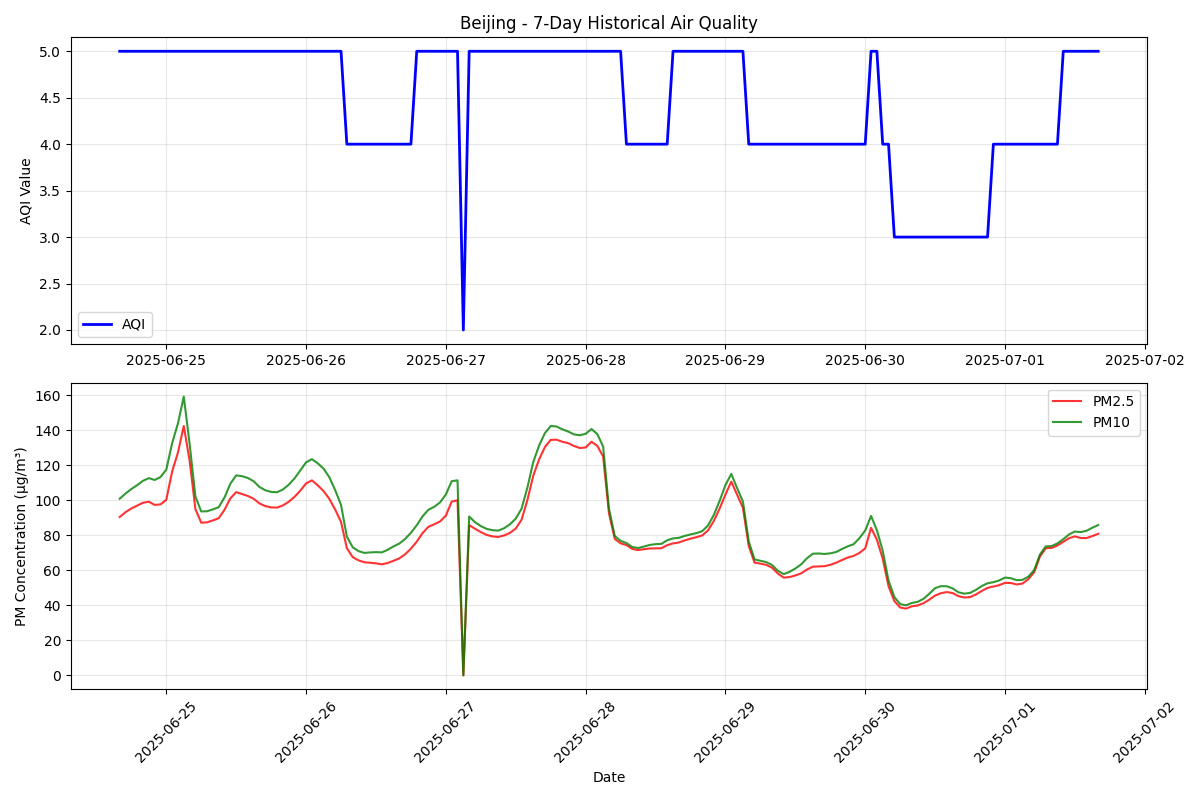 Beijing - 7-Day Historical Air Quality
AQI Value
5.0
4.5
4.0
3.5
3.0
2.5
2.0
AQI
2025-06-25 2025-06-26 2025-06-27 2025-06-28 2025-06-29 2025-06-30 2025-07-01 2025-07-02
PM Concentration (µg/m³)
160
140
120
100
80
60
40
20
0
PM2.5
PM10
2025-06-25 2025-06-26 2025-06-27 2025-06-28 2025-06-29 2025-06-30 2025-07-01 2025-07-02
Date